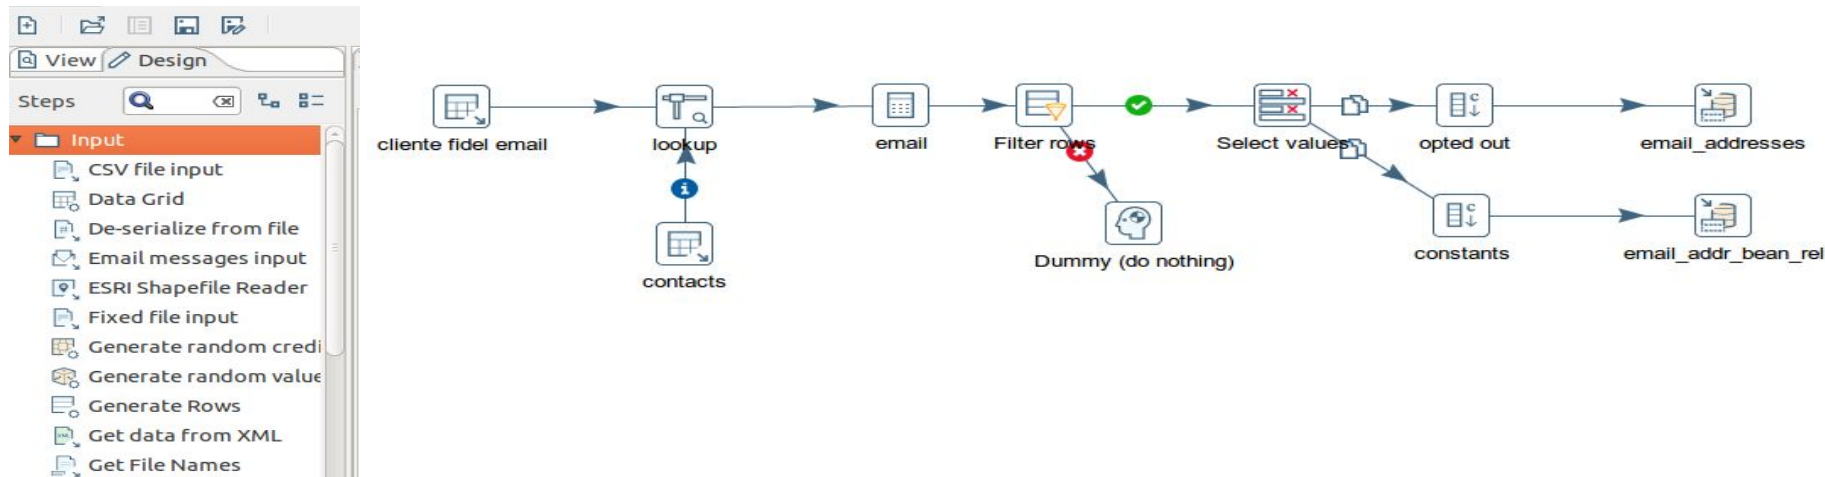 View Design
Steps
Input
CSV file input
Data Grid
De-serialize from file
Email messages input
ESRI Shapefile Reader
Fixed file input
Generate random credi
Generate random value
Generate Rows
Get data from XML
Get File Names
cliente fidel email
lookup
email
Filter rows
Select values
opted out
email_addresses
contacts
Dummy (do nothing)
constants
email_addr_bean_rel